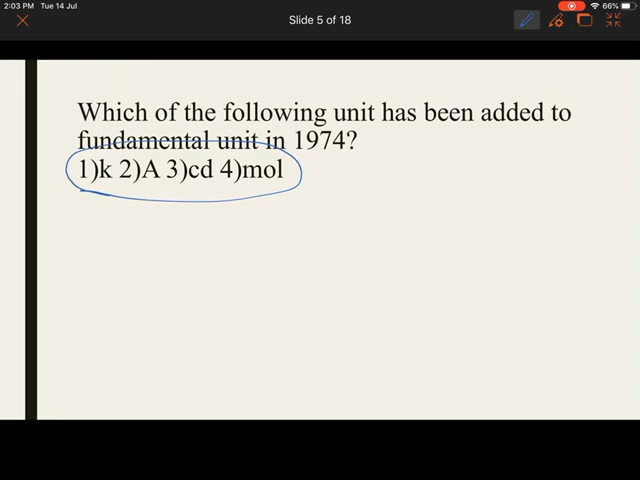 2:03 PM Tue 14 Jul 66%
Slide 5 of 18
Which of the following unit has been added to
fundamental unit in 1974?
1)k 2)A 3)cd 4)mol